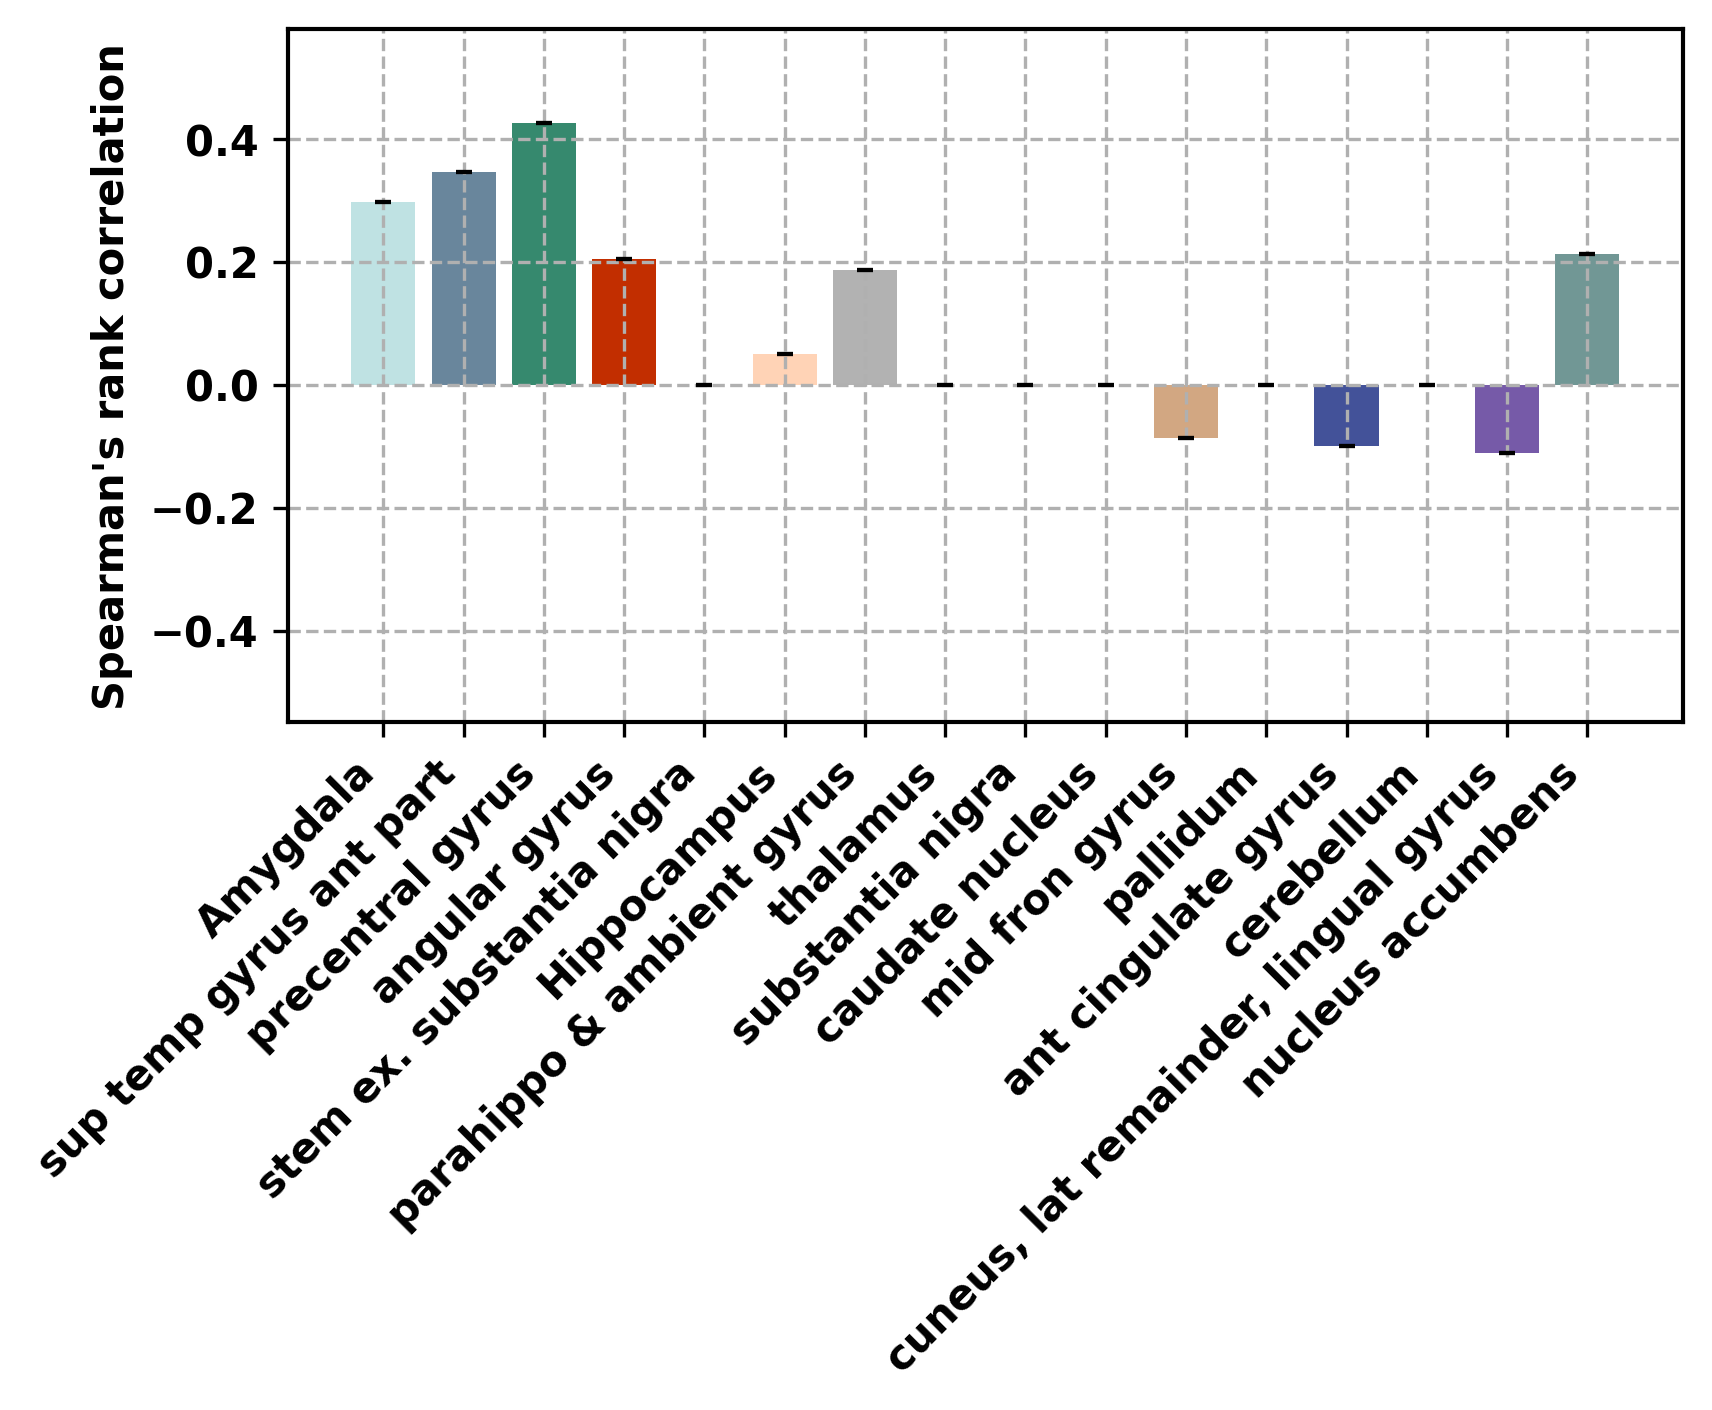 Spearman's rank correlation
0.4
0.2
0.0
−0.2
−0.4
Amygdala
sup temp gyrus ant part
precentral gyrus
angular gyrus
stem ex. substantia nigra
Hippocampus
parahippo & ambient gyrus
thalamus
substantia nigra
caudate nucleus
mid fron gyrus
pallidum
ant cingulate gyrus
cerebellum
cuneus, lat remainder, lingual gyrus
nucleus accumbens